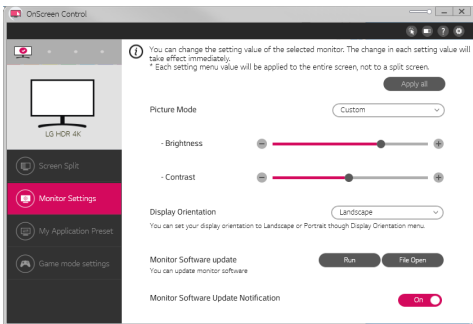 OnScreen Control
You can change the setting value of the selected monitor. The change in each setting value will
take effect immediately.
* Each setting menu value will be applied to the entire screen, not to a split screen.
Apply all
LG HDR 4K
Screen Split
Monitor Settings
My Application Preset
Game mode settings
Picture Mode
Custom
- Brightness
- Contrast
Display Orientation
Landscape
You can set your display orientation to Landscape or Portrait though Display Orientation menu.
Monitor Software update
Run
File Open
You can update monitor software
Monitor Software Update Notification
On